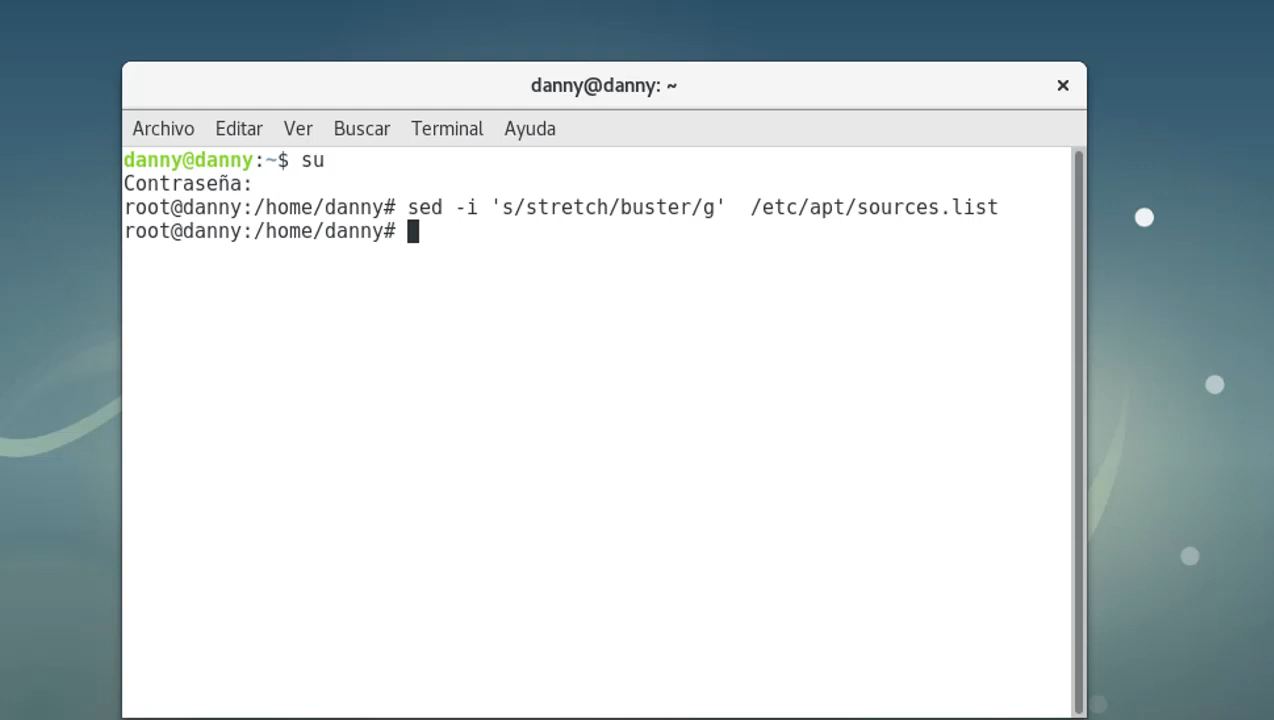 danny@danny: ~
Archivo Editar Ver Buscar Terminal Ayuda
danny@danny:~$ su
Contraseña:
root@danny:/home/danny# sed -i 's/stretch/buster/g'  /etc/apt/sources.list
root@danny:/home/danny#